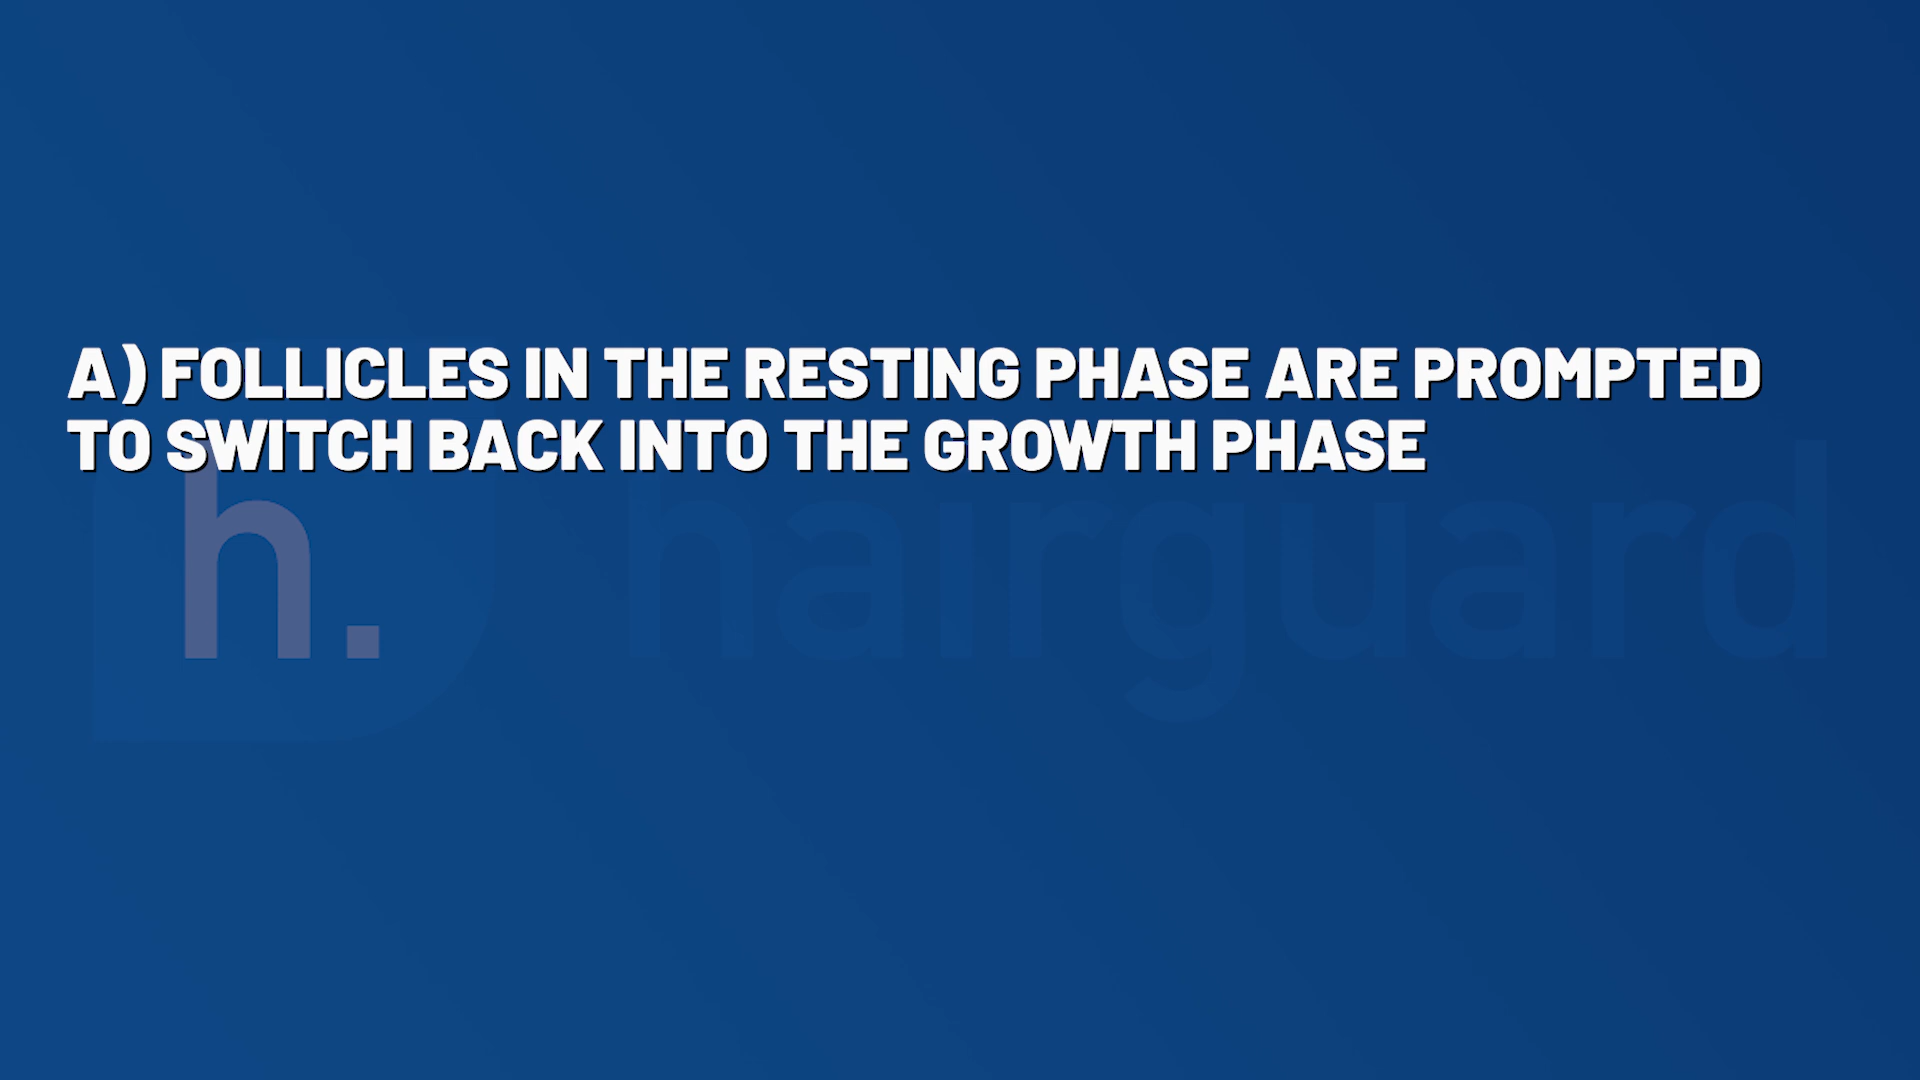 A) FOLLICLES IN THE RESTING PHASE ARE PROMPTED
TO SWITCH BACK INTO THE GROWTH PHASE
h. hairguard